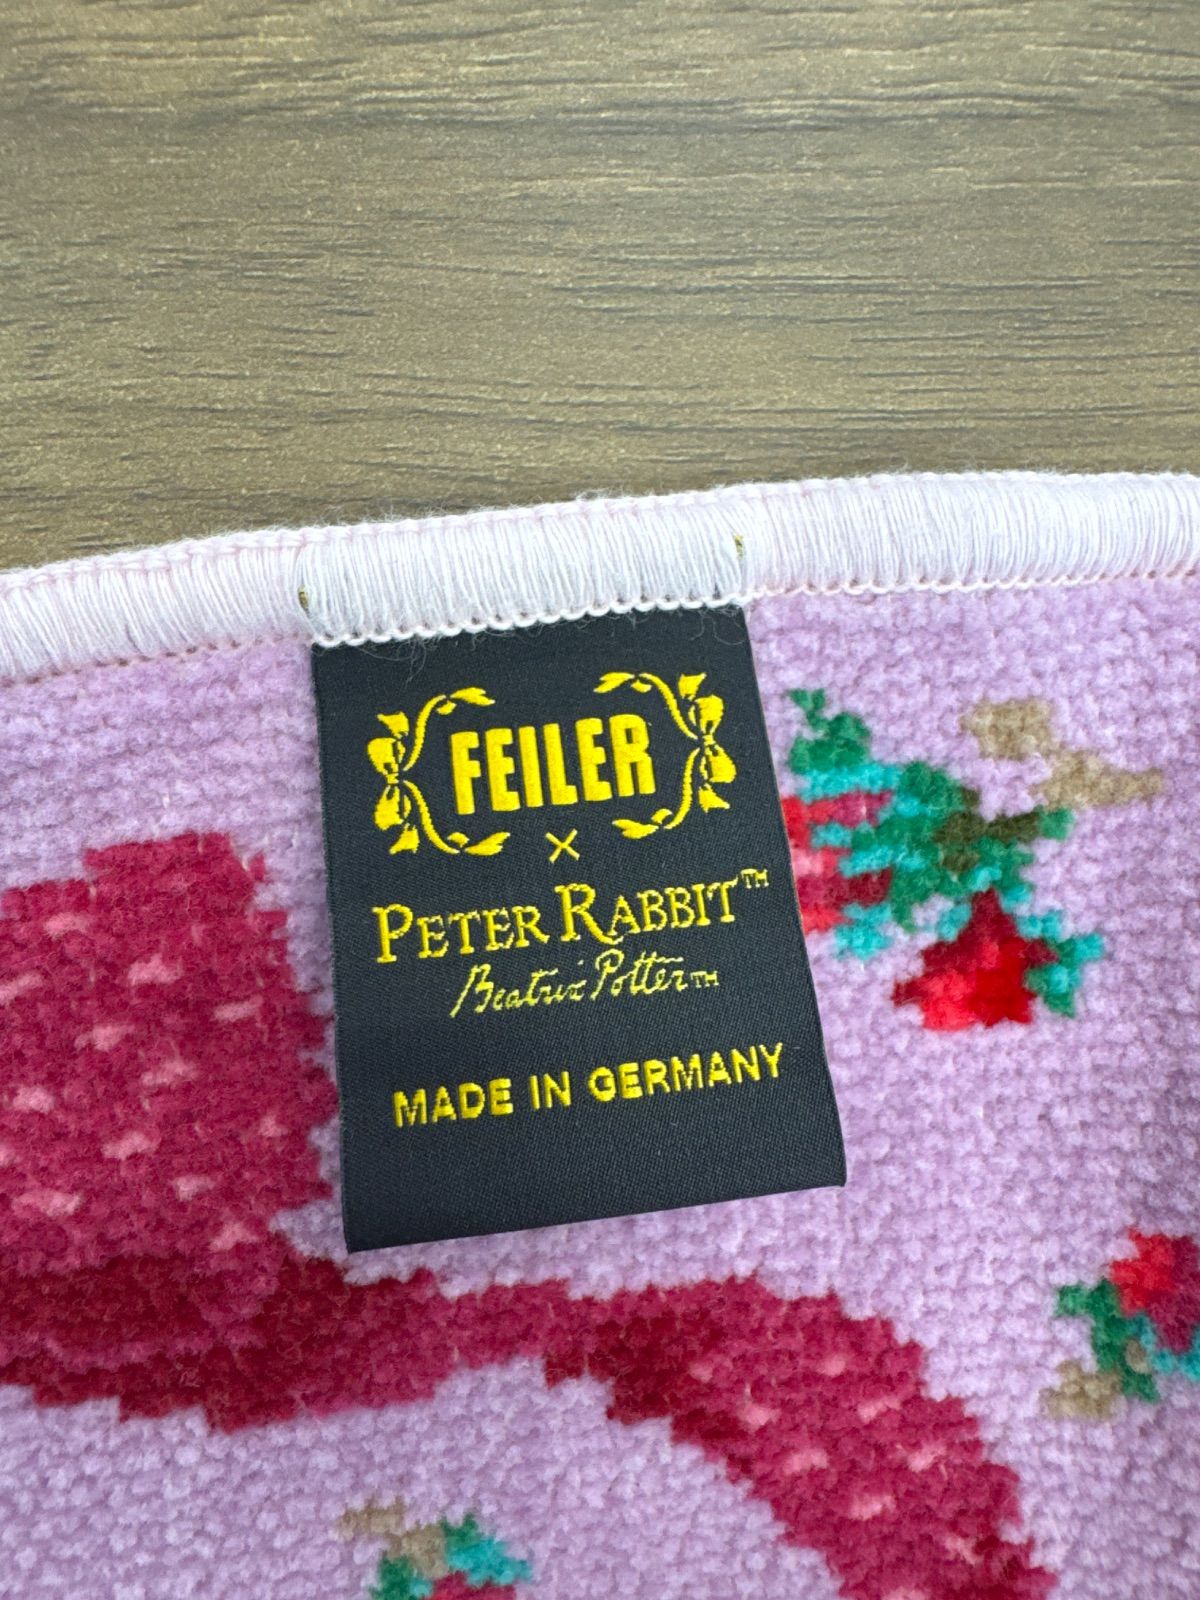 FEILER
×
PETER RABBIT™
Beatrix Potter™
MADE IN GERMANY